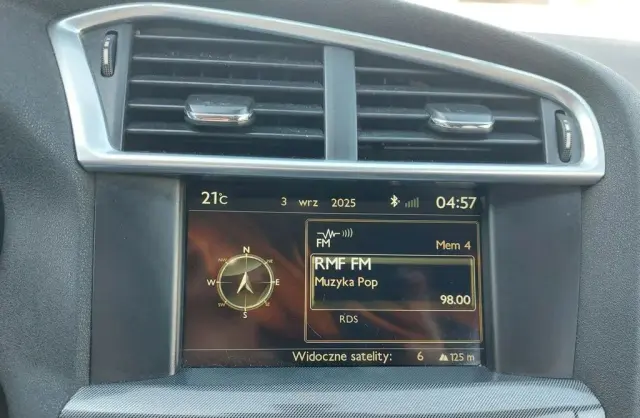 21°C 3 wrz 2025 04:57
FM Mem 4
RMF FM
Muzyka Pop
98.00
RDS
N
W E
S
Widoczne satelity: 6 125 m